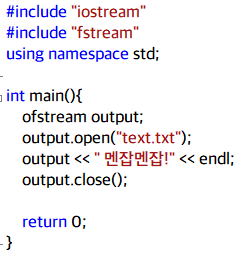 #include "iostream"
#include "fstream"
using namespace std;
int main(){
ofstream output;
output.open("text.txt");
output << " 멘잡멘잡!" << endl;
output.close();
return 0;
}